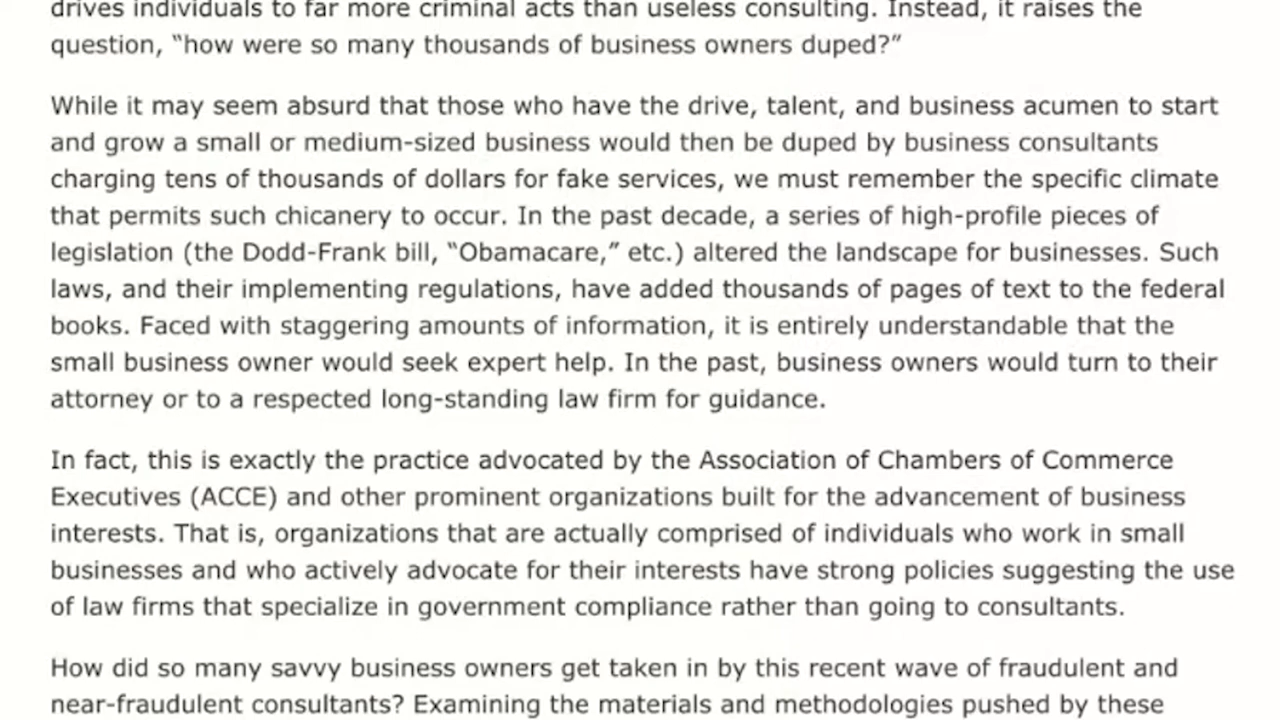 drives individuals to far more criminal acts than useless consulting. Instead, it raises the
question, “how were so many thousands of business owners duped?”
While it may seem absurd that those who have the drive, talent, and business acumen to start
and grow a small or medium-sized business would then be duped by business consultants
charging tens of thousands of dollars for fake services, we must remember the specific climate
that permits such chicanery to occur. In the past decade, a series of high-profile pieces of
legislation (the Dodd-Frank bill, “Obamacare,” etc.) altered the landscape for businesses. Such
laws, and their implementing regulations, have added thousands of pages of text to the federal
books. Faced with staggering amounts of information, it is entirely understandable that the
small business owner would seek expert help. In the past, business owners would turn to their
attorney or to a respected long-standing law firm for guidance.
In fact, this is exactly the practice advocated by the Association of Chambers of Commerce
Executives (ACCE) and other prominent organizations built for the advancement of business
interests. That is, organizations that are actually comprised of individuals who work in small
businesses and who actively advocate for their interests have strong policies suggesting the use
of law firms that specialize in government compliance rather than going to consultants.
How did so many savvy business owners get taken in by this recent wave of fraudulent and
near-fraudulent consultants? Examining the materials and methodologies pushed by these